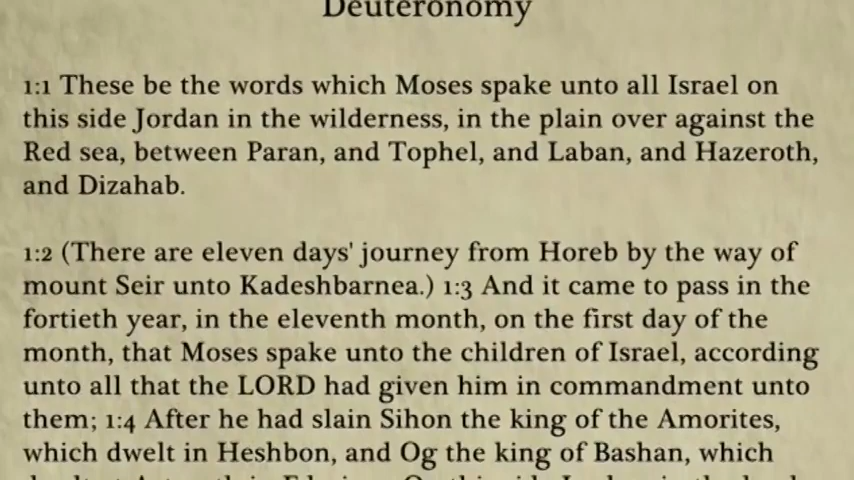 Deuteronomy
1:1 These be the words which Moses spake unto all Israel on
this side Jordan in the wilderness, in the plain over against the
Red sea, between Paran, and Tophel, and Laban, and Hazeroth,
and Dizahab.
1:2 (There are eleven days' journey from Horeb by the way of
mount Seir unto Kadeshbarnea.) 1:3 And it came to pass in the
fortieth year, in the eleventh month, on the first day of the
month, that Moses spake unto the children of Israel, according
unto all that the LORD had given him in commandment unto
them; 1:4 After he had slain Sihon the king of the Amorites,
which dwelt in Heshbon, and Og the king of Bashan, which